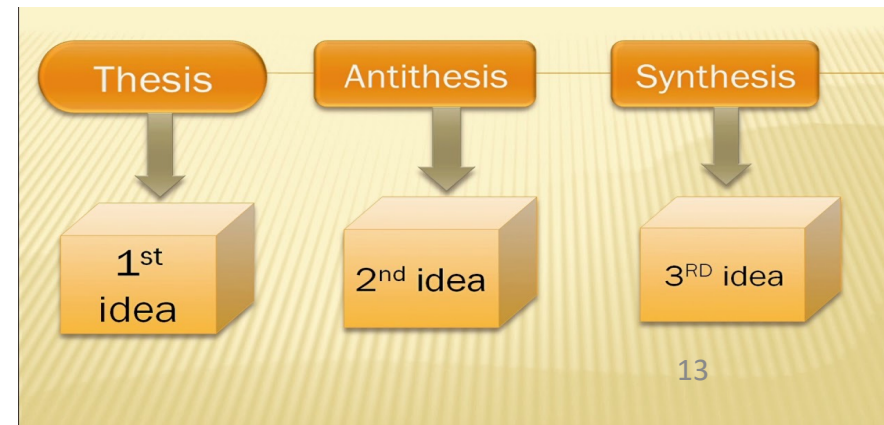 Thesis
Antithesis
Synthesis
1st
idea
2nd idea
3RD idea
13